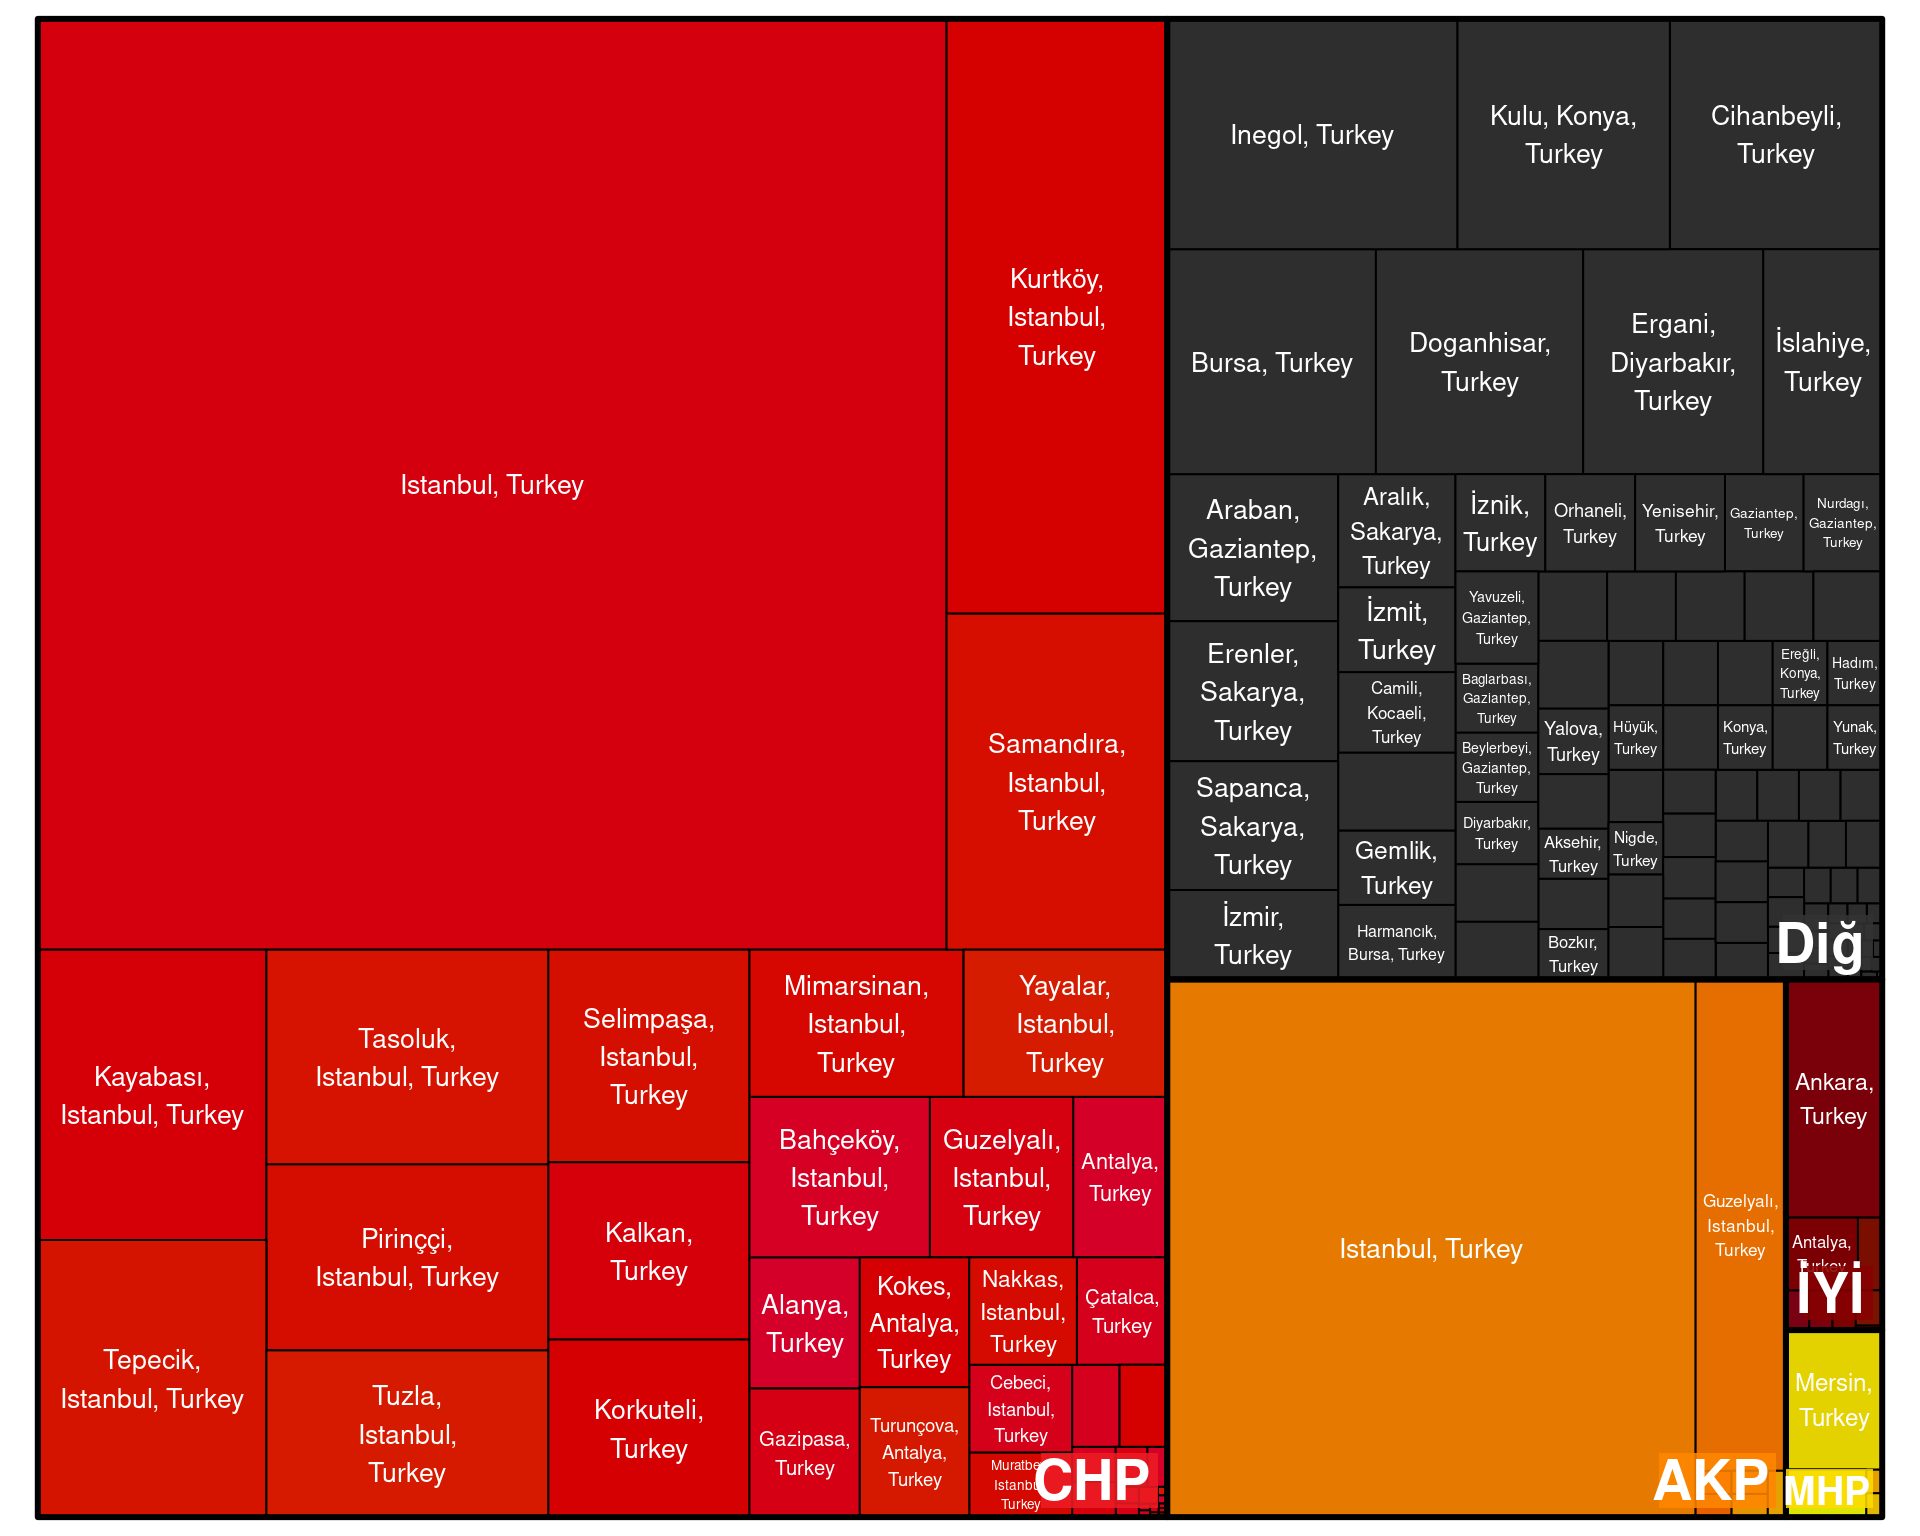 Istanbul, Turkey
Kurtköy,
Istanbul,
Turkey
Samandıra,
Istanbul,
Turkey
Kayabası,
Istanbul, Turkey
Tepecik,
Istanbul, Turkey
Tasoluk,
Istanbul, Turkey
Pirinççi,
Istanbul, Turkey
Tuzla,
Istanbul,
Turkey
Selimpaşa,
Istanbul,
Turkey
Kalkan,
Turkey
Korkuteli,
Turkey
Mimarsinan,
Istanbul,
Turkey
Yayalar,
Istanbul,
Turkey
Bahçeköy,
Istanbul,
Turkey
Guzelyalı,
Istanbul,
Turkey
Antalya,
Turkey
Alanya,
Turkey
Gazipasa,
Turkey
Kokes,
Antalya,
Turkey
Turunçova,
Antalya,
Turkey
Nakkas,
Istanbul,
Turkey
Çatalca,
Turkey
Cebeci,
Istanbul,
Turkey
Turkey
CHP
Inegol, Turkey
Kulu, Konya,
Turkey
Cihanbeyli,
Turkey
Bursa, Turkey
Doganhisar,
Turkey
Ergani,
Diyarbakır,
Turkey
İslahiye,
Turkey
Araban,
Gaziantep,
Turkey
Erenler,
Sakarya,
Turkey
Sapanca,
Sakarya,
Turkey
İzmir,
Turkey
Aralık,
Sakarya,
Turkey
İzmit,
Turkey
Camili,
Kocaeli,
Turkey
Gemlik,
Turkey
Harmancık,
Bursa, Turkey
İznik,
Turkey
Orhaneli,
Turkey
Yenisehir,
Turkey
Gaziantep,
Turkey
Nurdagı,
Gaziantep,
Turkey
Yavuzeli,
Gaziantep,
Turkey
Baglarbası,
Gaziantep,
Turkey
Beylerbeyi,
Gaziantep,
Turkey
Diyarbakır,
Turkey
Ereğli,
Konya,
Turkey
Hadım,
Turkey
Yalova,
Turkey
Hüyük,
Turkey
Konya,
Turkey
Yunak,
Turkey
Aksehir,
Turkey
Nigde,
Turkey
Bozkır,
Turkey
Diğ
Istanbul, Turkey
Guzelyalı,
Istanbul,
Turkey
AKP
Ankara,
Turkey
Antalya,
Turkey
İYİ
Mersin,
Turkey
MHP